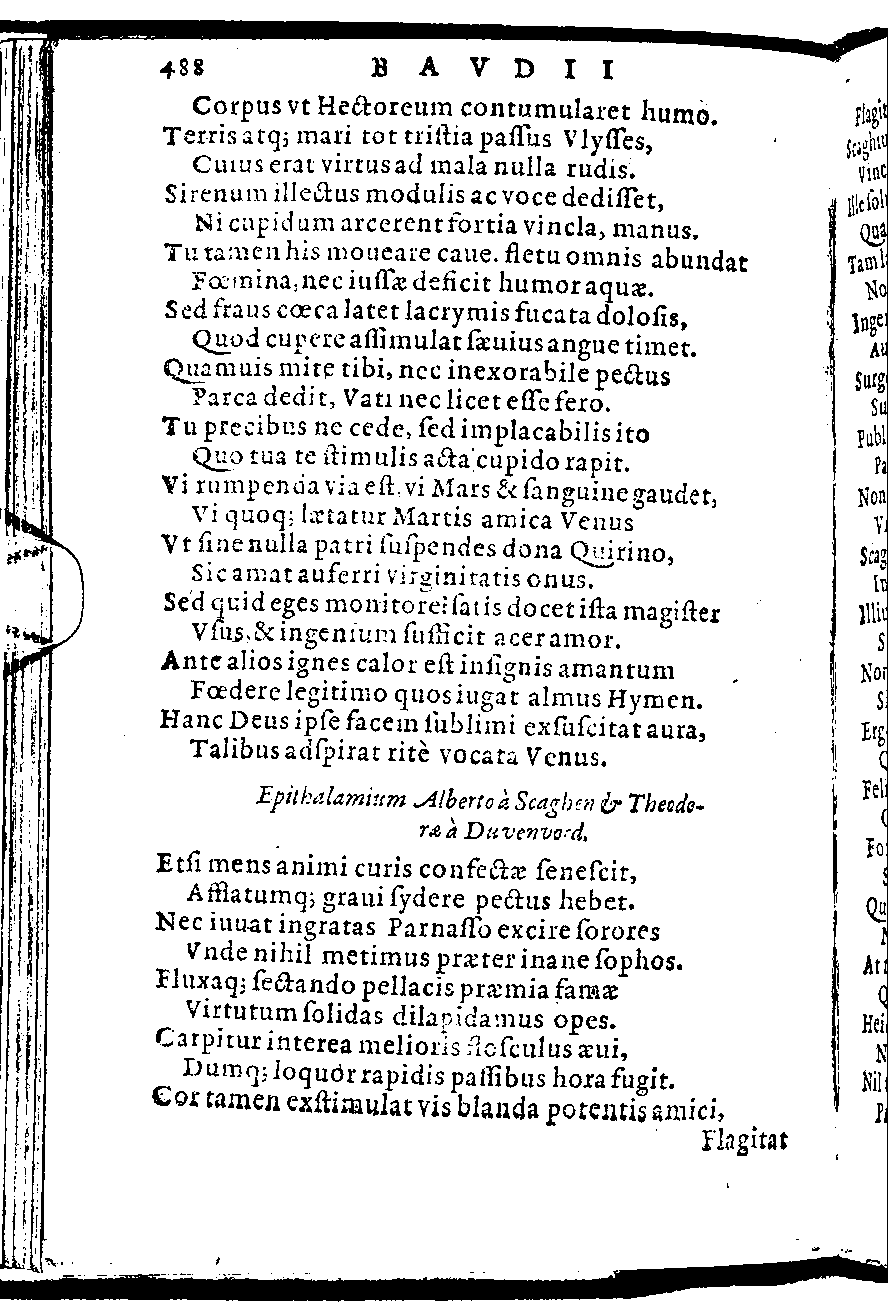 488 B A V D I I
Corpus vt Hectoreum contumularet humo.
Terris atq; mari tot tristia passus Vlysses,
Cuius erat virtus ad mala nulla rudis.
Sirenum illectus modulis ac voce dedisset,
Ni cupidum arcerent fortia vincla, manus.
Tu tamen his moueare caue. fletu omnis abundat
Fœmina, nec iussæ deficit humor aquæ.
Sed fraus cœca latet lacrymis fucata dolosis,
Quod cupere assimulat sæuius angue timet.
Quamuis mite tibi, nec inexorabile pectus
Parca dedit, Vati nec licet esse fero.
Tu precibus ne cede, sed implacabilis ito
Quo tua te stimulis acta cupido rapit.
Vi rumpenda via est, vi Mars & sanguine gaudet,
Vi quoq; lætatur Martis amica Venus
Vt sine nulla patri suspendes dona Quirino,
Sic amat auferri virginitatis onus.
Sed quid eges monitore: satis docet ista magister
Vsus, & ingenium sufficit acer amor.
Ante alios ignes calor est insignis amantum
Fœdere legitimo quos iugat almus Hymen.
Hanc Deus ipse facem sublimi exsuscitat aura,
Talibus adspirat ritè vocata Venus.
Epithalamium Alberto à Scaghen & Theodo-
ræ à Duvenvord.
Etsi mens animi curis confectæ senescit,
Afflatumq; graui sydere pectus hebet.
Nec iuuat ingratas Parnasso excire sorores
Vnde nihil metimus præter inane sophos.
Fluxaq; sectando pellacis præmia famæ
Virtutum solidas dilapidamus opes.
Carpitur interea melioris flosculus æui,
Dumq; loquor rapidis passibus hora fugit.
Cor tamen exstimulat vis blanda potentis amici,
Flagitat